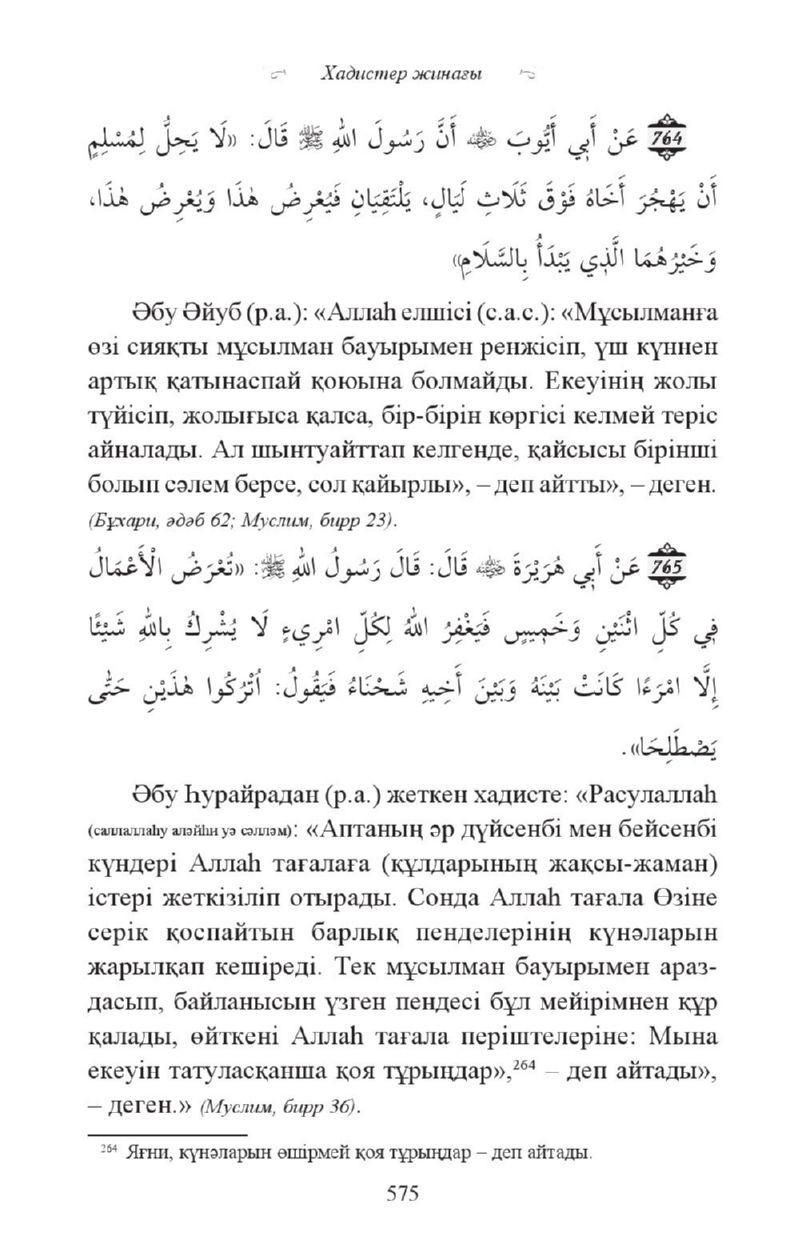 Хадистер жинағы
764 عَنْ أَبِي أَيُّوبَ ﷺ أَنَّ رَسُولَ اللهِ ﷺ قَالَ: «لَا يَحِلُّ لِمُسْلِمٍ
أَنْ يَهْجُرَ أَخَاهُ فَوْقَ ثَلَاثِ لَيَالٍ، يَلْتَقِيَانِ فَيُعْرِضُ هٰذَا وَيُعْرِضُ هٰذَا،
وَخَيْرُهُمَا الَّذِي يَبْدَأُ بِالسَّلَامِ»
Әбу Әйуб (р.а.): «Аллаһ елшісі (с.а.с.): «Мұсылманға
өзі сияқты мұсылман бауырымен ренжісіп, үш күннен
артық қатынаспай қоюына болмайды. Екеуінің жолы
түйісіп, жолығыса қалса, бір-бірін көргісі келмей теріс
айналады. Ал шынтуайттап келгенде, қайсысы бірінші
болып сәлем берсе, сол қайырлы», – деп айтты», – деген.
(Бұхари, әдәб 62; Муслим, бирр 23).
765 عَنْ أَبِي هُرَيْرَةَ ﵁ قَالَ: قَالَ رَسُولُ اللهِ ﷺ: «تُعْرَضُ الْأَعْمَالُ
فِي كُلِّ اثْنَيْنِ وَخَمِيسٍ فَيَغْفِرُ اللهُ لِكُلِّ امْرِيءٍ لَا يُشْرِكُ بِاللهِ شَيْئًا
إِلَّا امْرَءًا كَانَتْ بَيْنَهُ وَبَيْنَ أَخِيهِ شَحْنَاءُ فَيَقُولُ: اُتْرُكُوا هٰذَيْنِ حَتّٰى
يَصْطَلِحَا».
Әбу Һурайрадан (р.а.) жеткен хадисте: «Расулаллаһ
(саллаллаһу аләйһи уә сәлләм): «Аптаның әр дүйсенбі мен бейсенбі
күндері Аллаһ тағалаға (құлдарының жақсы-жаман)
істері жеткізіліп отырады. Сонда Аллаһ тағала Өзіне
серік қоспайтын барлық пенделерінің күнәларын
жарылқап кешіреді. Тек мұсылман бауырымен араз-
дасып, байланысын үзген пендесі бұл мейірімнен құр
қалады, өйткені Аллаһ тағала періштелеріне: Мына
екеуін татуласқанша қоя тұрыңдар»,²⁶⁴ – деп айтады»,
– деген.» (Муслим, бирр 36).
²⁶⁴ Яғни, күнәларын өшірмей қоя тұрыңдар – деп айтады.
575